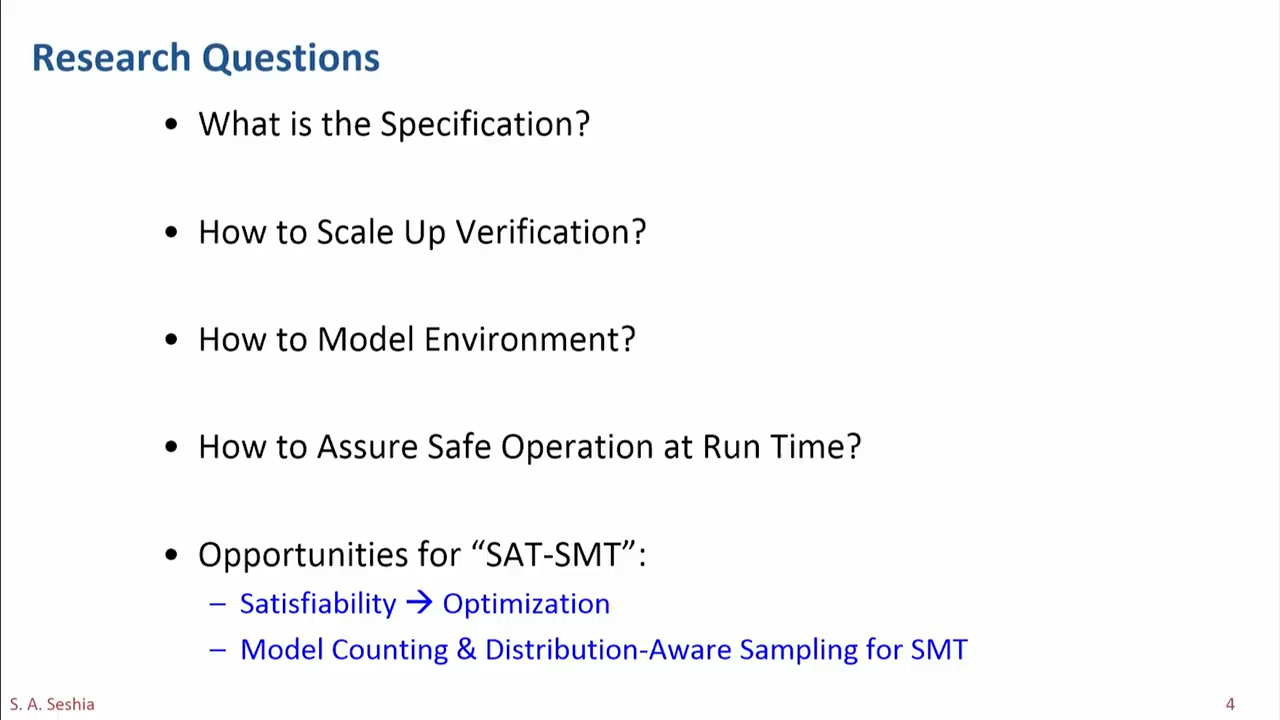 Research Questions
• What is the Specification?
• How to Scale Up Verification?
• How to Model Environment?
• How to Assure Safe Operation at Run Time?
• Opportunities for “SAT-SMT”:
– Satisfiability → Optimization
– Model Counting & Distribution-Aware Sampling for SMT
S. A. Seshia
4